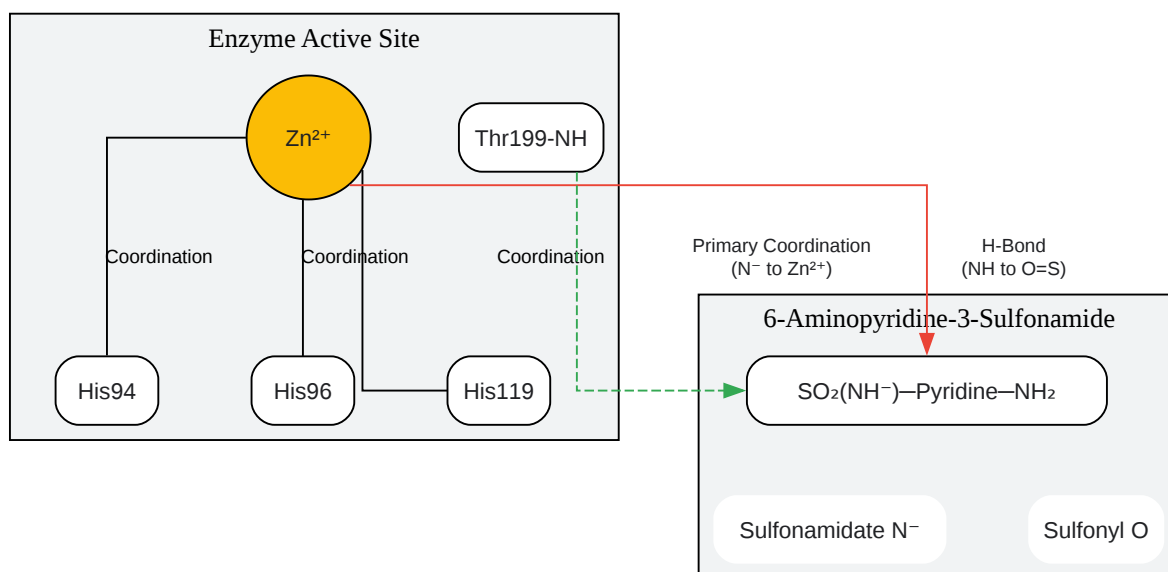 Enzyme Active Site
Zn²⁺
Thr199-NH
Coordination
Coordination
Coordination
Primary Coordination
(N⁻ to Zn²⁺)
H-Bond
(NH to O=S)
6-Aminopyridine-3-Sulfonamide
His94
His96
His119
SO₂(NH⁻)─Pyridine─NH₂
Sulfonamidate N⁻
Sulfonyl O